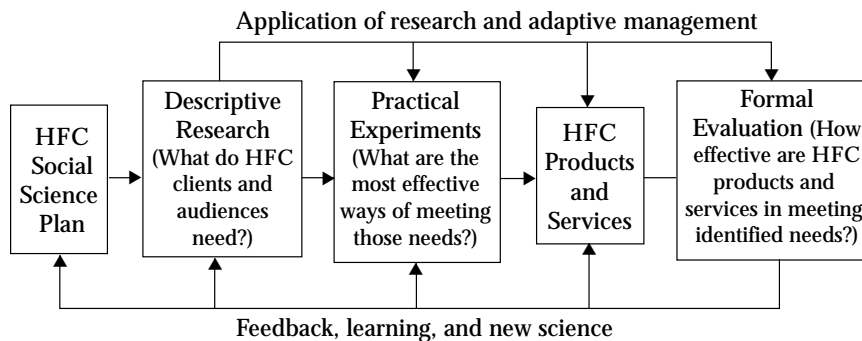 Application of research and adaptive management
HFC
Social
Science
Plan
Descriptive
Research
(What do HFC
clients and
audiences
need?)
Practical
Experiments
(What are the
most effective
ways of meeting
those needs?)
HFC
Products
and
Services
Formal
Evaluation (How
effective are HFC
products and
services in meeting
identified needs?)
Feedback, learning, and new science